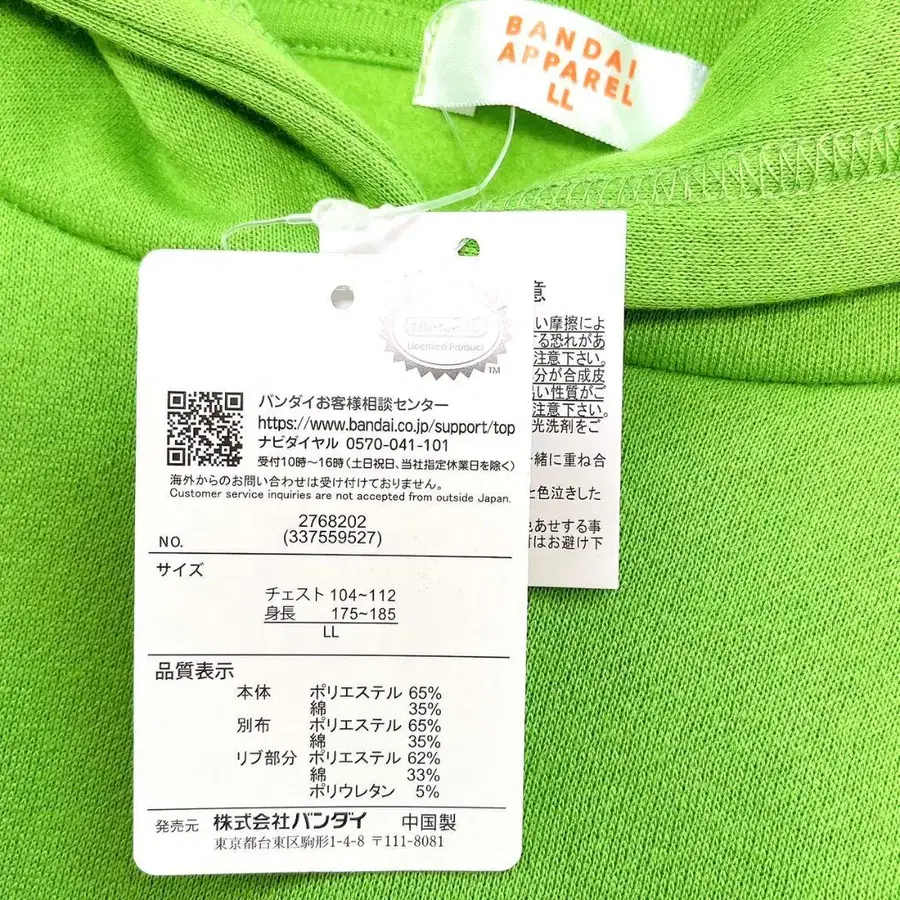 BANDAI
APPAREL
LL
Nintendo
Licensed Product
TM
バンダイお客様相談センター
https://www.bandai.co.jp/support/top
ナビダイヤル 0570-041-101
受付10時~16時(土日祝日、当社指定休業日を除く)
海外からのお問い合わせは受け付けておりません。
Customer service inquiries are not accepted from outside Japan.
NO. 2768202
(337559527)
サイズ
チェスト 104~112
身長 175~185
LL
品質表示
本体 ポリエステル 65%
綿 35%
別布 ポリエステル 65%
綿 35%
リブ部分 ポリエステル 62%
綿 33%
ポリウレタン 5%
発売元 株式会社バンダイ 中国製
東京都台東区駒形1-4-8 〒111-8081
意
い摩擦によ
する恐れがあ
注意下さい。
分が合成皮
い性質がご
注意下さい。
光洗剤をご
緒に重ね合
と色泣きした
色あせする事
はお避け下